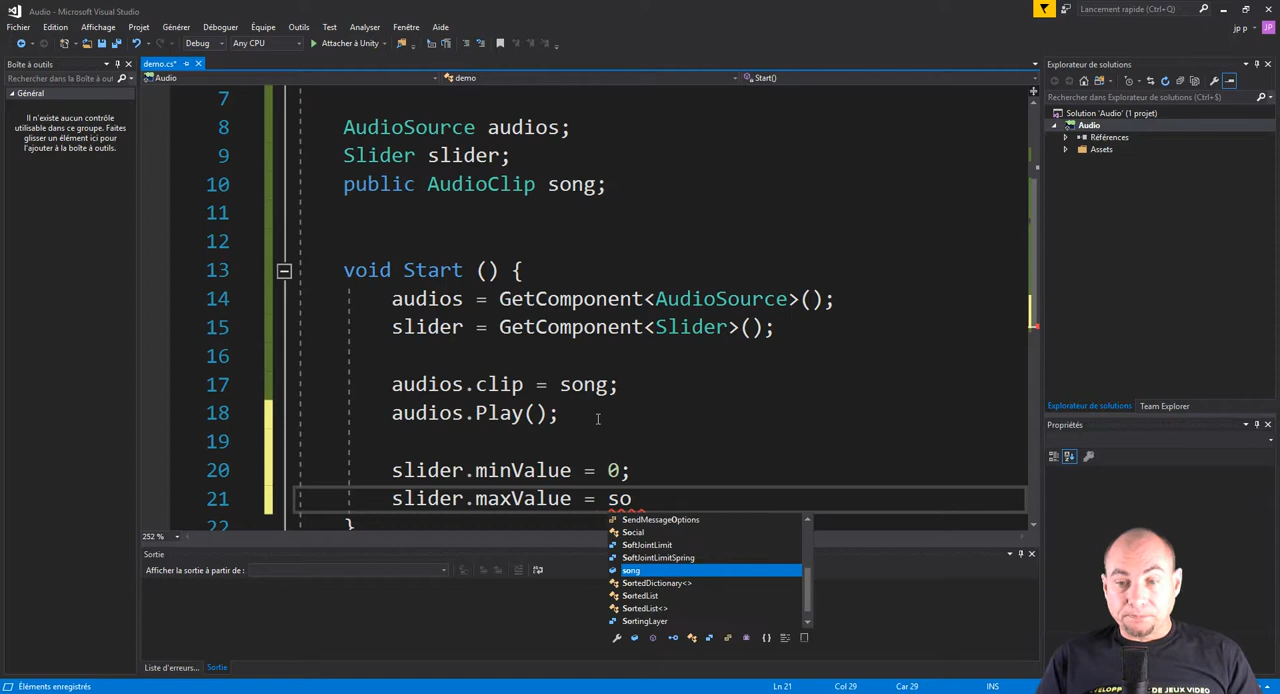 Audio - Microsoft Visual Studio
Lancement rapide (Ctrl+Q)
Fichier Edition Affichage Projet Générer Déboguer Équipe Outils Test Analyser Fenêtre Aide
jp p JP
Debug Any CPU Attacher à Unity
Boîte à outils
Rechercher dans la Boîte à outi
Général
Il n'existe aucun contrôle
utilisable dans ce groupe. Faites
glisser un élément ici pour
l'ajouter à la boîte à outils.
demo.cs*
Audio demo Start()
7
8 AudioSource audios;
9 Slider slider;
10 public AudioClip song;
11
12
13 void Start () {
14 audios = GetComponent<AudioSource>();
15 slider = GetComponent<Slider>();
16
17 audios.clip = song;
18 audios.Play();
19
20 slider.minValue = 0;
21 slider.maxValue = so
22 }
SendMessageOptions
Social
SoftJointLimit
SoftJointLimitSpring
song
SortedDictionary<>
SortedList
SortedList<>
SortingLayer
252 %
Sortie
Afficher la sortie à partir de :
Liste d'erreurs... Sortie
Explorateur de solutions
Rechercher dans Explorateur de solutions (Ctrl+$)
Solution 'Audio' (1 projet)
Audio
Références
Assets
Explorateur de solutions Team Explorer
Propriétés
Éléments enregistrés Ln 21 Col 29 Car 29 INS